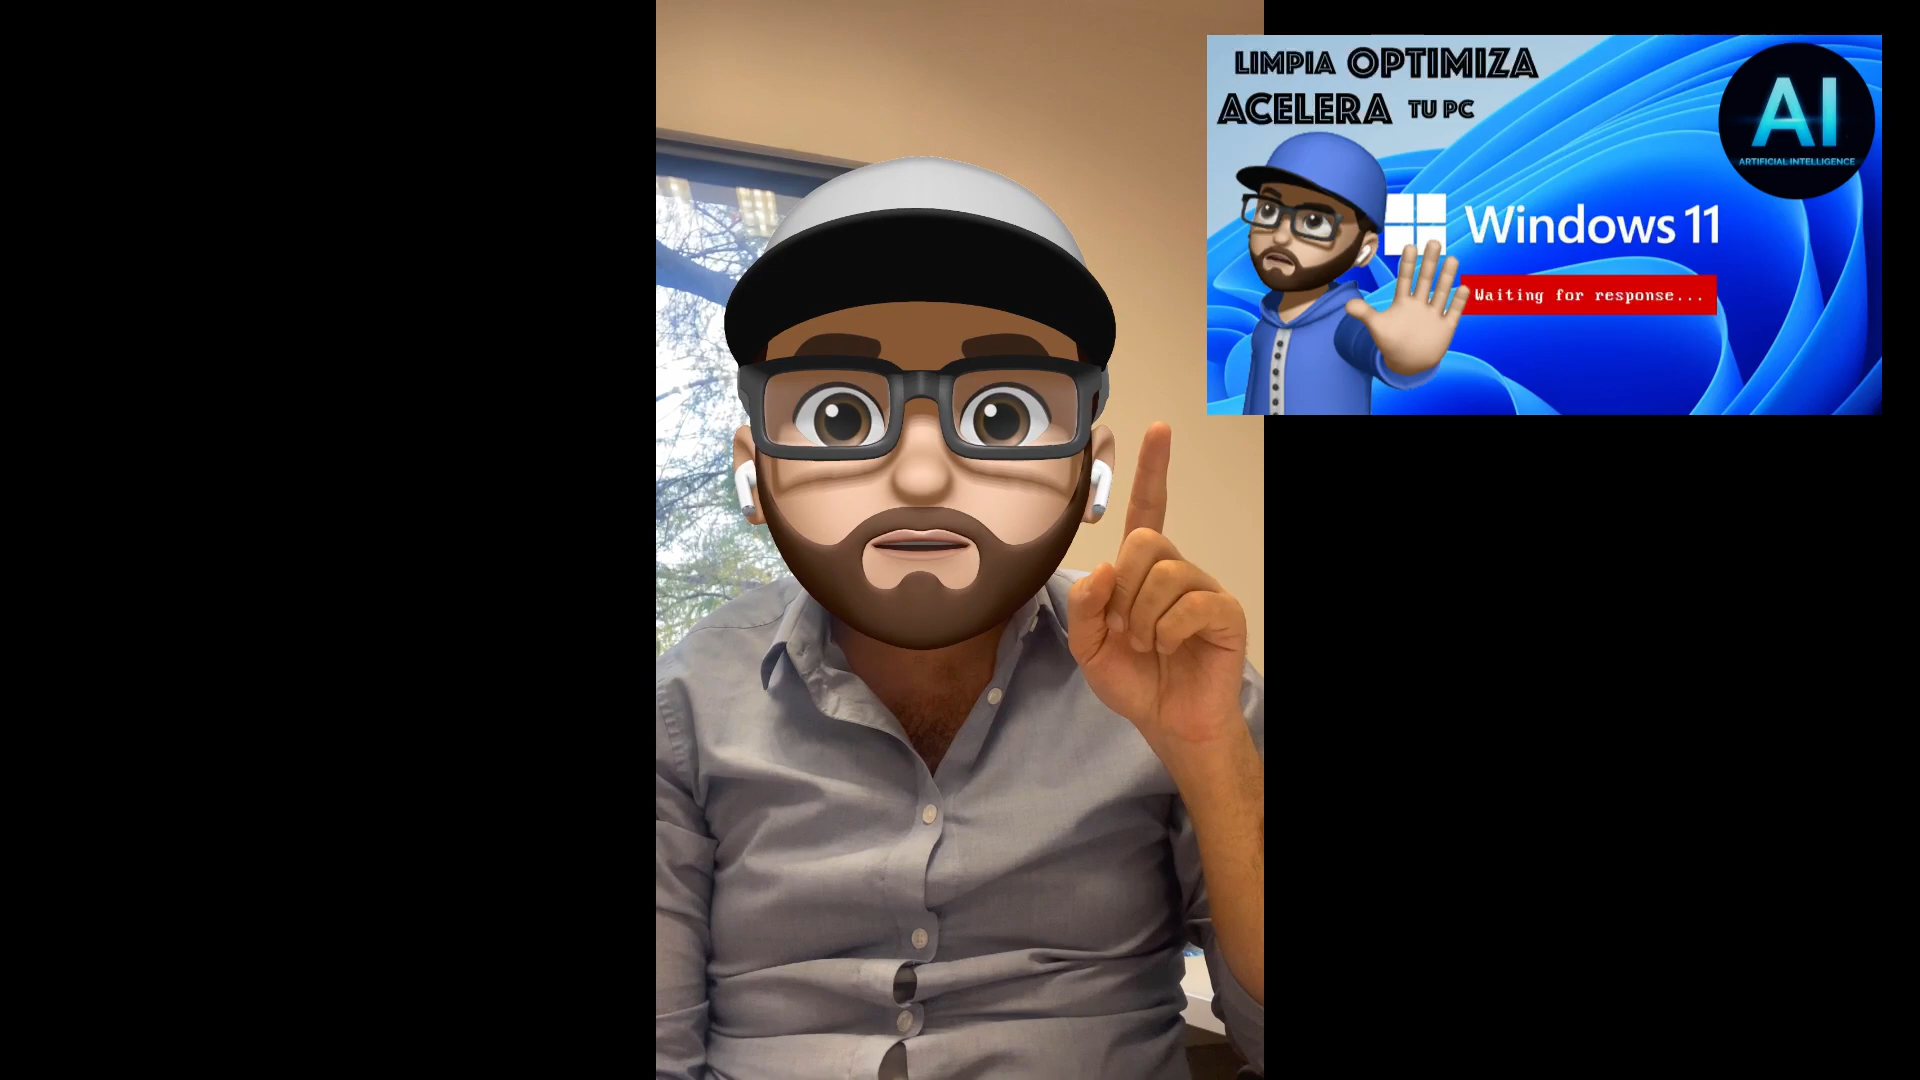 LIMPIA OPTIMIZA
ACELERA TU PC
AI
ARTIFICIAL INTELLIGENCE
Windows 11
Waiting for response...